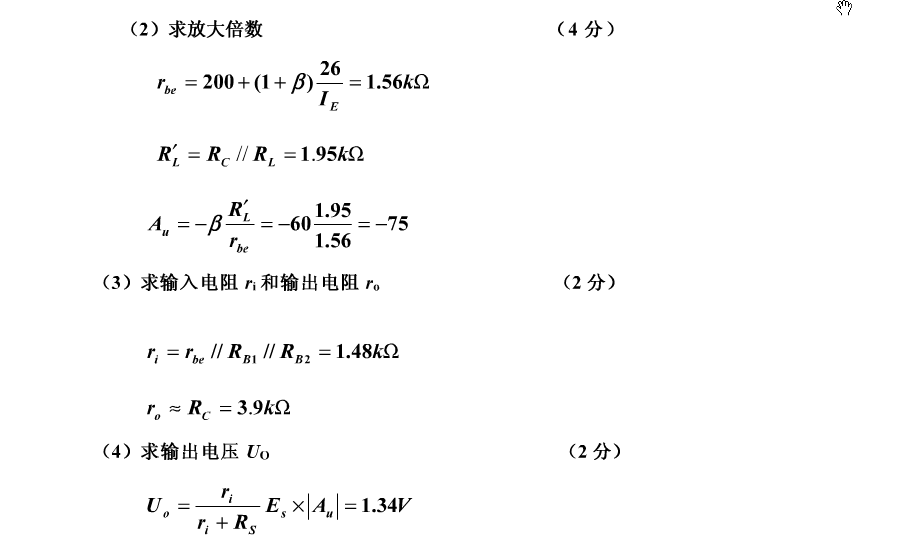 （2）求放大倍数 （4 分）
r_be = 200 + (1 + β) 26/I_E = 1.56kΩ
R′_L = R_C // R_L = 1.95kΩ
A_u = −β R′_L/r_be = −60 1.95/1.56 = −75
（3）求输入电阻 r_i 和输出电阻 r_o （2 分）
r_i = r_be // R_B1 // R_B2 = 1.48kΩ
r_o ≈ R_C = 3.9kΩ
（4）求输出电压 U_O （2 分）
U_o = r_i/(r_i + R_S) E_s × |A_u| = 1.34V